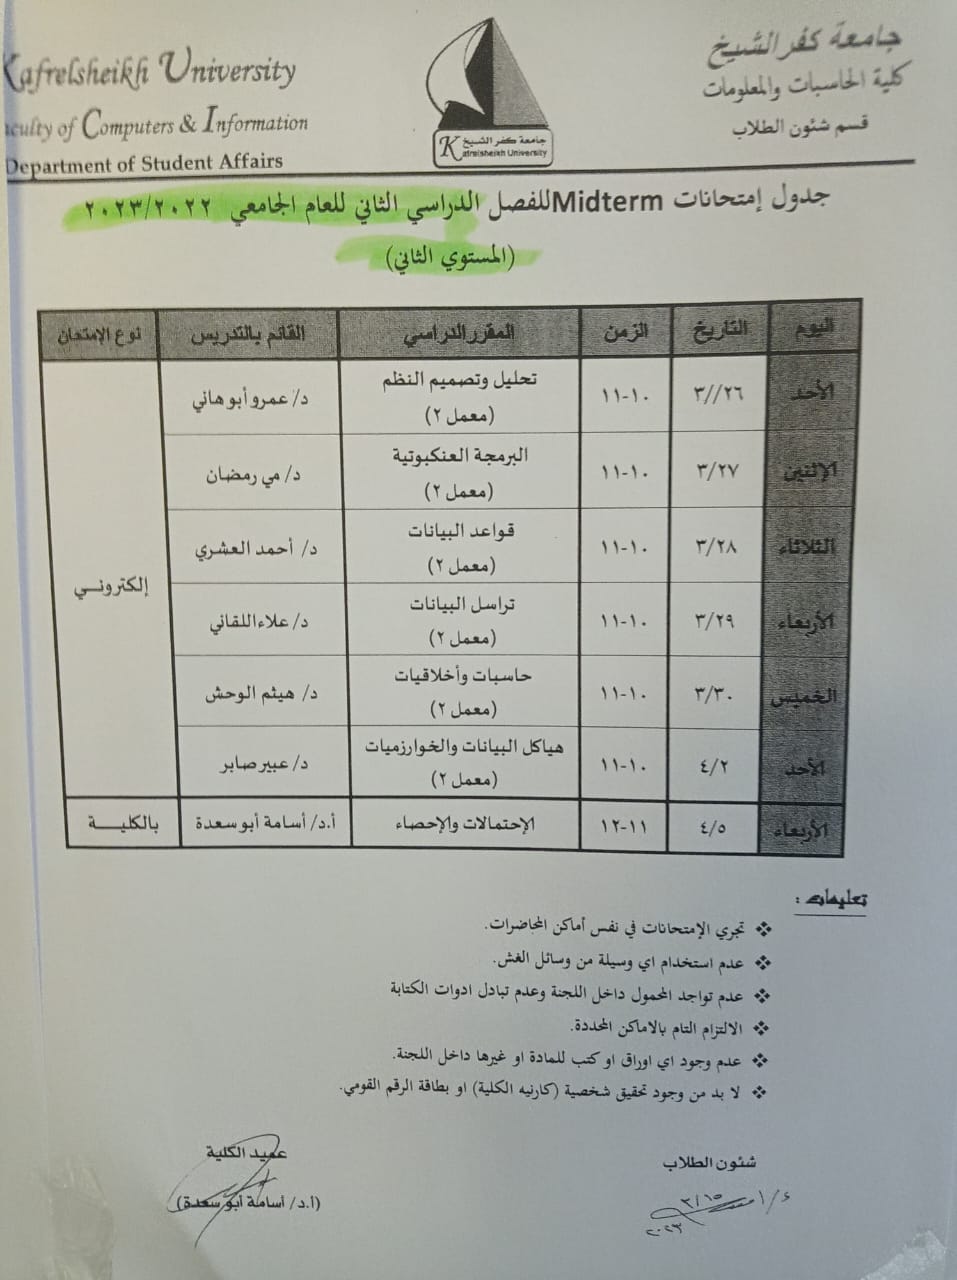 Kafrelsheikh University
Faculty of Computers & Information
Department of Student Affairs
جامعة كفر الشيخ
Kafrelsheikh University
جامعة كفر الشيخ
كلية الحاسبات والمعلومات
قسم شئون الطلاب
جدول إمتحانات Midtermللفصل الدراسي الثاني للعام الجامعي ٢٠٢٣/٢٠٢٢
(المستوي الثاني)
اليوم التاريخ الزمن المقرر الدراسي القائم بالتدريس نوع الإمتحان
الأحد ٣//٢٦ ١١-١٠ تحليل وتصميم النظم د/ عمرو أبو هاني
(معمل ٢)
الإثنين ٣/٢٧ ١١-١٠ البرمجة العنكبوتية د/ مي رمضان
(معمل ٢)
الثلاثاء ٣/٢٨ ١١-١٠ قواعد البيانات د/ أحمد العشري
(معمل ٢)
إلكتروني
الأربعاء ٣/٢٩ ١١-١٠ تراسل البيانات د/ علاء اللقاني
(معمل ٢)
الخميس ٣/٣٠ ١١-١٠ حاسبات وأخلاقيات د/ هيثم الوحش
(معمل ٢)
الأحد ٤/٢ ١١-١٠ هياكل البيانات والخوارزميات د/ عبير صابر
(معمل ٢)
الأربعاء ٤/٥ ١٢-١١ الإحتمالات والإحصاء أ.د/ أسامة أبو سعدة بالكليـــة
تعليمات :
❖ تجري الإمتحانات في نفس أماكن المحاضرات.
❖ عدم استخدام اي وسيلة من وسائل الغش.
❖ عدم تواجد المحمول داخل اللجنة وعدم تبادل ادوات الكتابة
❖ الالتزام التام بالاماكن المحددة.
❖ عدم وجود اي اوراق او كتب للمادة او غيرها داخل اللجنة.
❖ لا بد من وجود تحقيق شخصية (كارنيه الكلية) او بطاقة الرقم القومي.
شئون الطلاب
٣/١٥
٢٠٢٣
عميد الكلية
(أ.د/ أسامة أبو سعدة)